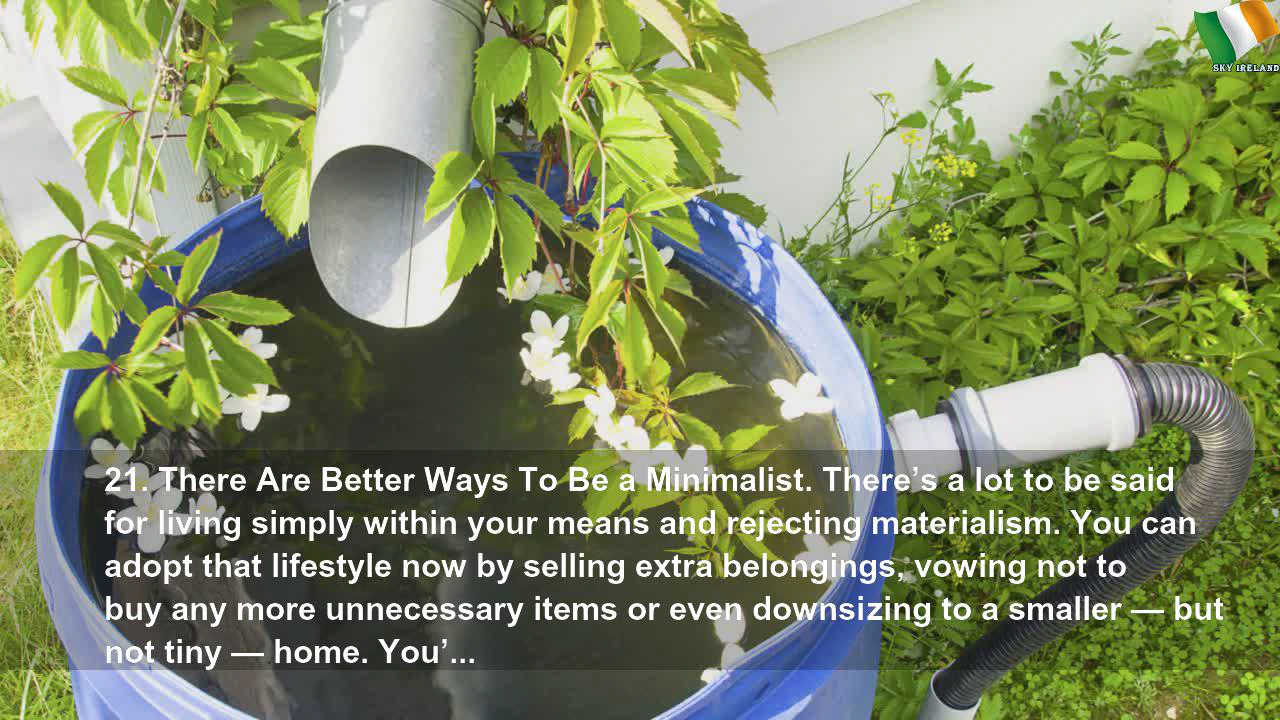 SKY IRELAND
21. There Are Better Ways To Be a Minimalist. There’s a lot to be said
for living simply within your means and rejecting materialism. You can
adopt that lifestyle now by selling extra belongings, vowing not to
buy any more unnecessary items or even downsizing to a smaller — but
not tiny — home. You’...